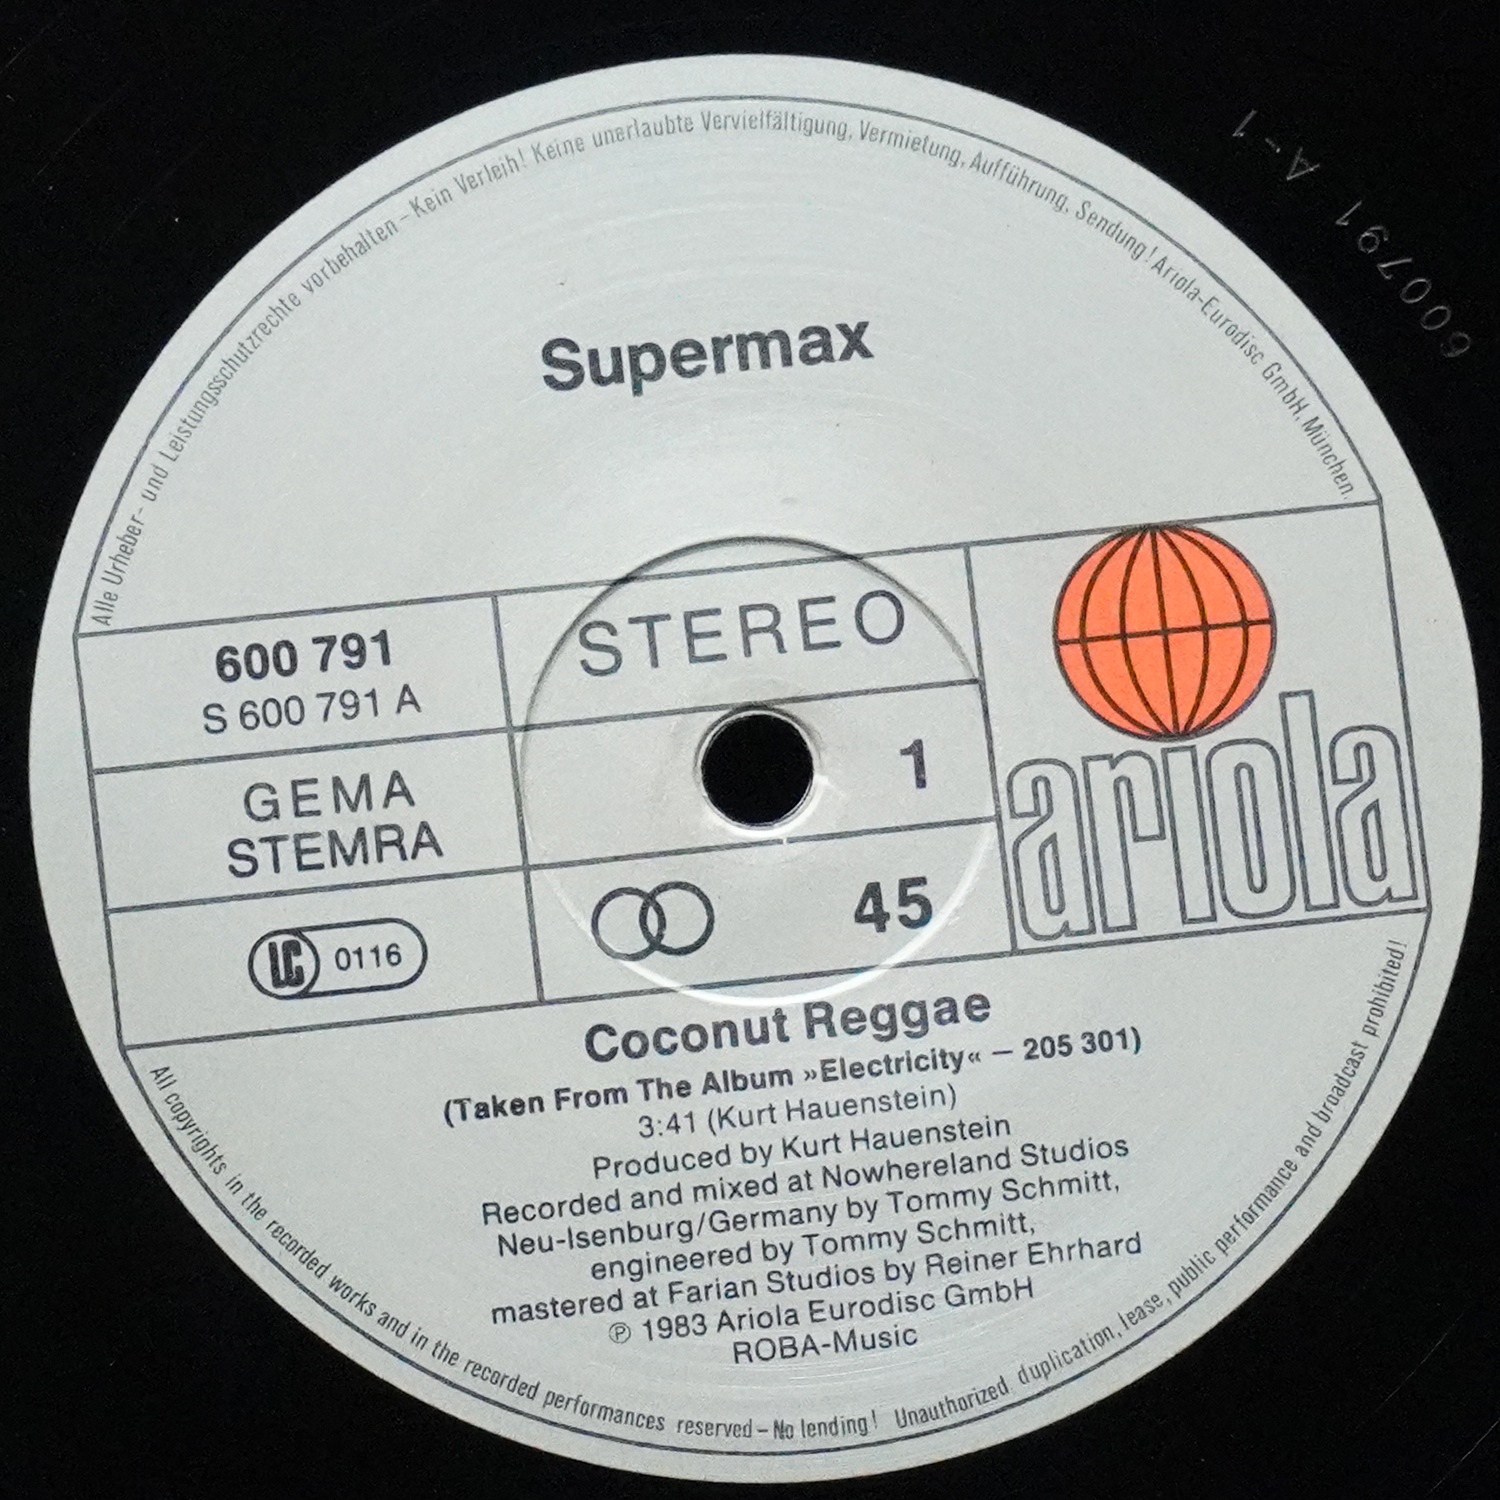 Alle Urheber- und Leistungsschutzrechte vorbehalten – Kein Verleih! Keine unerlaubte Vervielfältigung, Vermietung, Aufführung, Sendung! Ariola-Eurodisc GmbH, München.
600791 A-1
Supermax
600 791
S 600 791 A
STEREO
GEMA
STEMRA
1
LC 0116
45
ariola
Coconut Reggae
(Taken From The Album »Electricity« – 205 301)
3:41 (Kurt Hauenstein)
Produced by Kurt Hauenstein
Recorded and mixed at Nowhereland Studios
Neu-Isenburg/Germany by Tommy Schmitt,
engineered by Tommy Schmitt,
mastered at Farian Studios by Reiner Ehrhard
℗ 1983 Ariola Eurodisc GmbH
ROBA-Music
All copyrights in the recorded works and in the recorded performances reserved – No lending! Unauthorized duplication, lease, public performance and broadcast prohibited!